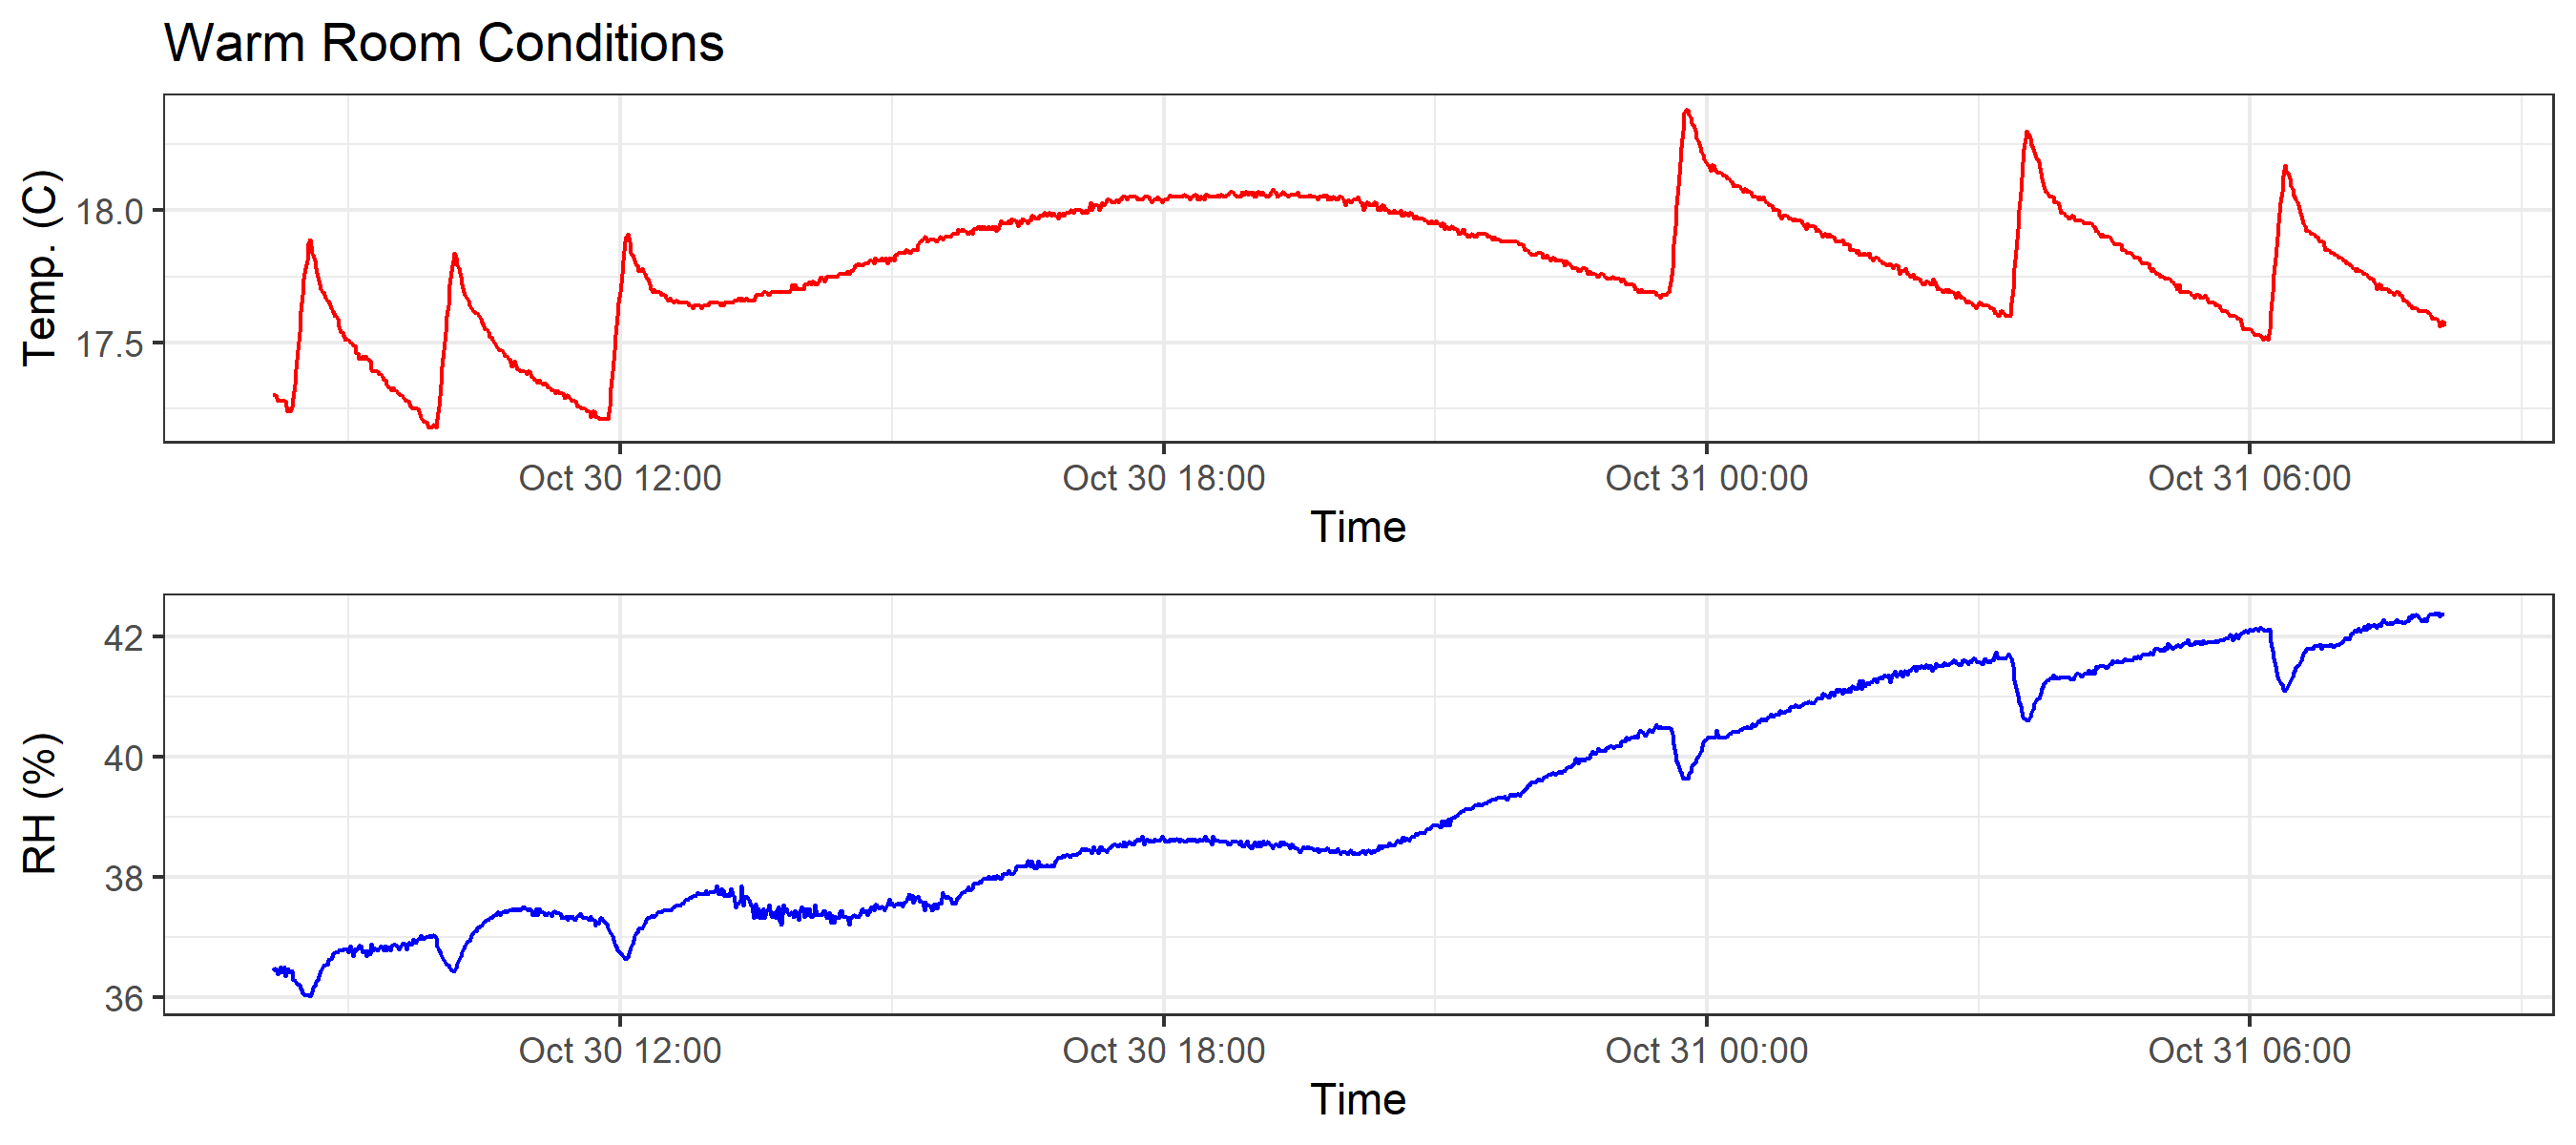 Warm Room Conditions
Temp. (C)
18.0
17.5
Oct 30 12:00 Oct 30 18:00 Oct 31 00:00 Oct 31 06:00
Time
RH (%)
42
40
38
36
Oct 30 12:00 Oct 30 18:00 Oct 31 00:00 Oct 31 06:00
Time